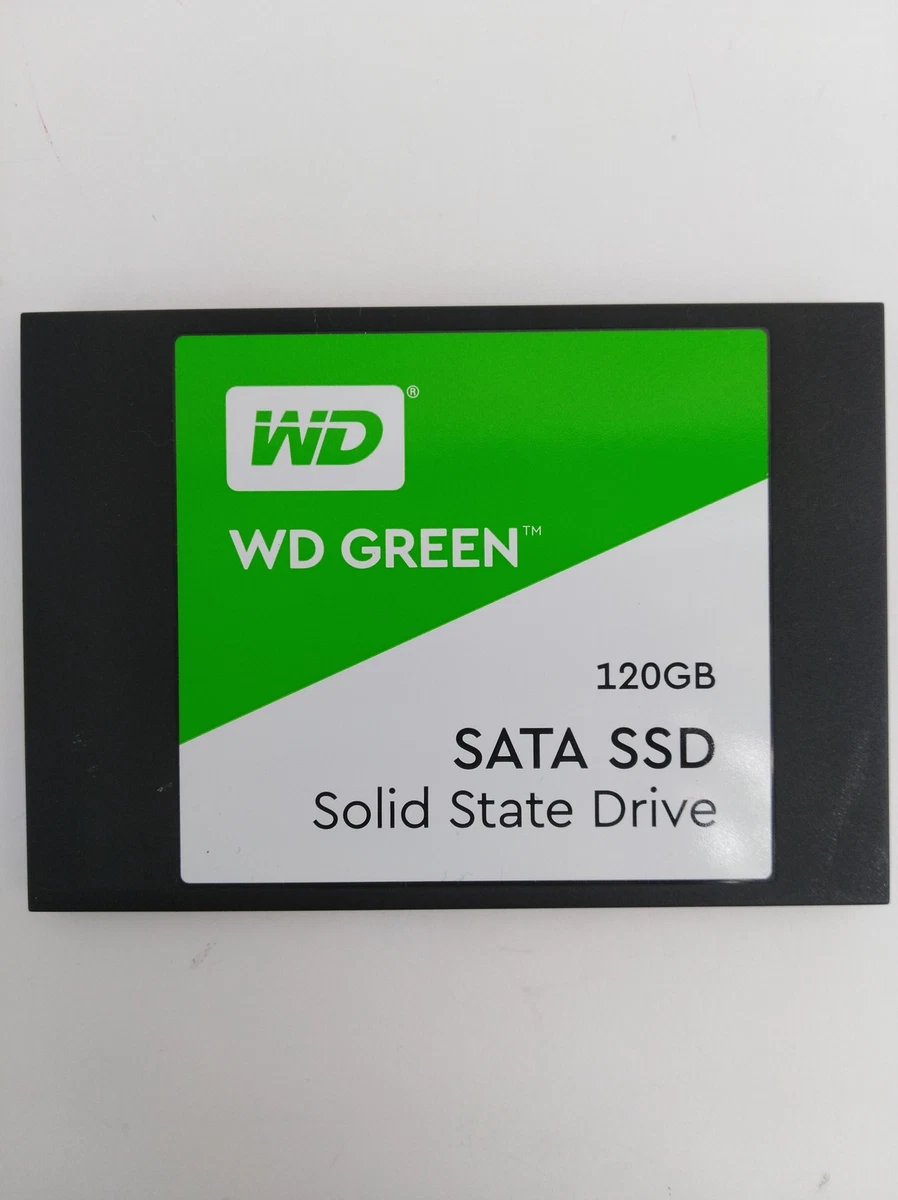 WD®
WD GREEN™
120GB
SATA SSD
Solid State Drive